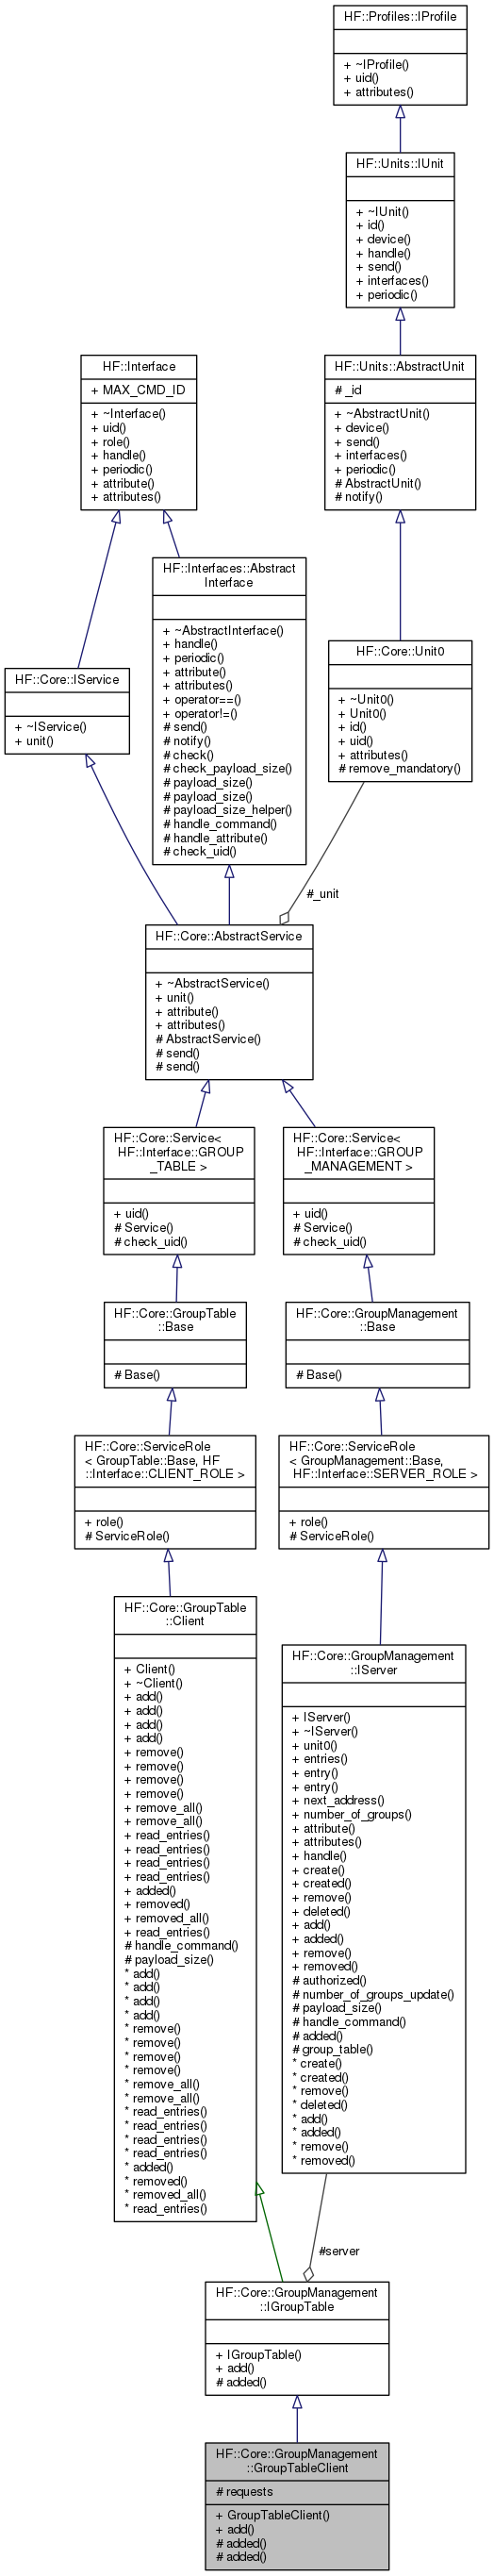 HF::Profiles::IProfile
+ ~IProfile()
+ uid()
+ attributes()
HF::Units::IUnit
+ ~IUnit()
+ id()
+ device()
+ handle()
+ send()
+ interfaces()
+ periodic()
HF::Interface
+ MAX_CMD_ID
+ ~Interface()
+ uid()
+ role()
+ handle()
+ periodic()
+ attribute()
+ attributes()
HF::Units::AbstractUnit
# _id
+ ~AbstractUnit()
+ device()
+ send()
+ interfaces()
+ periodic()
# AbstractUnit()
# notify()
HF::Interfaces::Abstract
Interface
+ ~AbstractInterface()
+ handle()
+ periodic()
+ attribute()
+ attributes()
+ operator==()
+ operator!=()
# send()
# notify()
# check()
# check_payload_size()
# payload_size()
# payload_size()
# payload_size_helper()
# handle_command()
# handle_attribute()
# check_uid()
HF::Core::IService
+ ~IService()
+ unit()
HF::Core::Unit0
+ ~Unit0()
+ Unit0()
+ id()
+ uid()
+ attributes()
# remove_mandatory()
#_unit
HF::Core::AbstractService
+ ~AbstractService()
+ unit()
+ attribute()
+ attributes()
# AbstractService()
# send()
# send()
HF::Core::Service<
HF::Interface::GROUP
_TABLE >
+ uid()
# Service()
# check_uid()
HF::Core::Service<
HF::Interface::GROUP
_MANAGEMENT >
+ uid()
# Service()
# check_uid()
HF::Core::GroupTable
::Base
# Base()
HF::Core::GroupManagement
::Base
# Base()
HF::Core::ServiceRole
< GroupTable::Base, HF
::Interface::CLIENT_ROLE >
+ role()
# ServiceRole()
HF::Core::ServiceRole
< GroupManagement::Base,
HF::Interface::SERVER_ROLE >
+ role()
# ServiceRole()
HF::Core::GroupTable
::Client
+ Client()
+ ~Client()
+ add()
+ add()
+ add()
+ add()
+ remove()
+ remove()
+ remove()
+ remove()
+ remove_all()
+ remove_all()
+ read_entries()
+ read_entries()
+ read_entries()
+ read_entries()
+ added()
+ removed()
+ removed_all()
+ read_entries()
# handle_command()
# payload_size()
* add()
* add()
* add()
* add()
* remove()
* remove()
* remove()
* remove()
* remove_all()
* remove_all()
* read_entries()
* read_entries()
* read_entries()
* read_entries()
* added()
* removed()
* removed_all()
* read_entries()
HF::Core::GroupManagement
::IServer
+ IServer()
+ ~IServer()
+ unit0()
+ entries()
+ entry()
+ entry()
+ next_address()
+ number_of_groups()
+ attribute()
+ attributes()
+ handle()
+ create()
+ created()
+ remove()
+ deleted()
+ add()
+ added()
+ remove()
+ removed()
# authorized()
# number_of_groups_update()
# payload_size()
# handle_command()
# added()
# group_table()
* create()
* created()
* remove()
* deleted()
* add()
* added()
* remove()
* removed()
#server
HF::Core::GroupManagement
::IGroupTable
+ IGroupTable()
+ add()
# added()
HF::Core::GroupManagement
::GroupTableClient
# requests
+ GroupTableClient()
+ add()
# added()
# added()